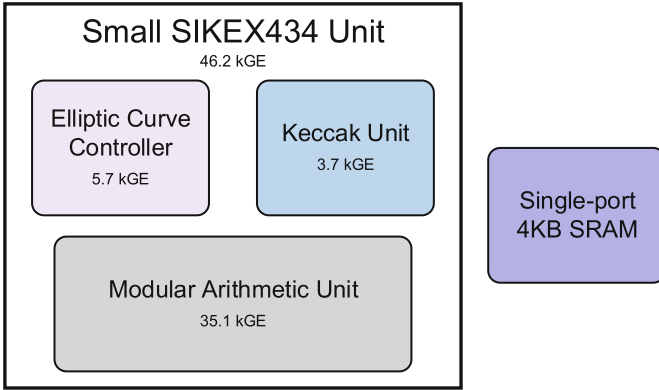 Small SIKEX434 Unit
46.2 kGE
Elliptic Curve
Controller
5.7 kGE
Keccak Unit
3.7 kGE
Single-port
4KB SRAM
Modular Arithmetic Unit
35.1 kGE